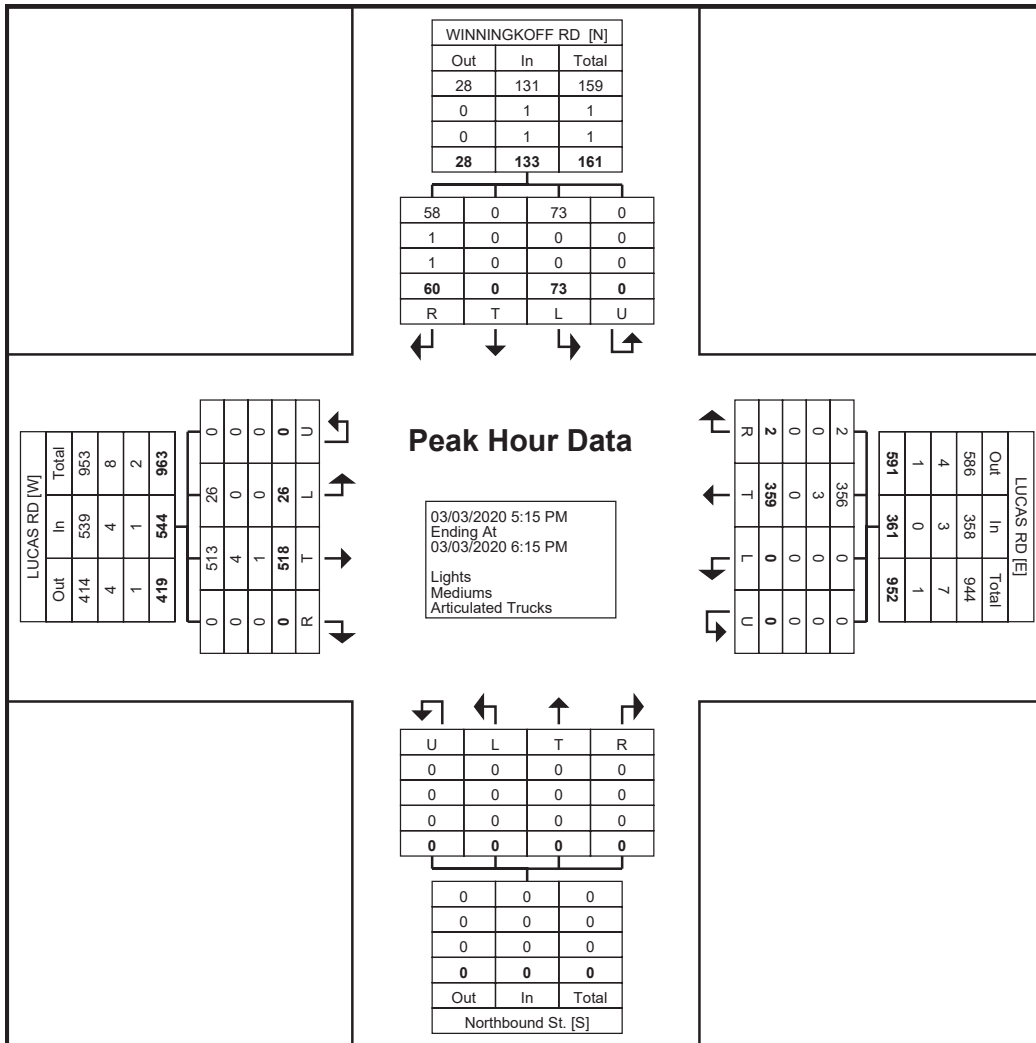 WINNINGKOFF RD [N]
Out In Total
28 131 159
0 1 1
0 1 1
28 133 161
58 0 73 0
1 0 0 0
1 0 0 0
60 0 73 0
R T L U
LUCAS RD [W]
Total 953 8 2 963
In 539 4 1 544
Out 414 4 1 419
0 0 0 0 U
26 0 0 26 L
513 4 1 518 T
0 0 0 0 R
Peak Hour Data
03/03/2020 5:15 PM
Ending At
03/03/2020 6:15 PM
Lights
Mediums
Articulated Trucks
R 2 0 0 2
T 359 0 3 356
L 0 0 0 0
U 0 0 0 0
591 1 4 586 Out
361 0 3 358 In
952 1 7 944 Total
LUCAS RD [E]
U L T R
0 0 0 0
0 0 0 0
0 0 0 0
0 0 0 0
0 0 0
0 0 0
0 0 0
0 0 0
Out In Total
Northbound St. [S]